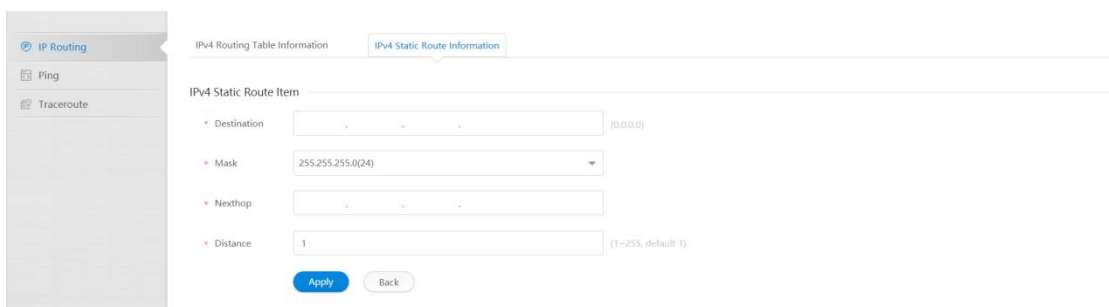 IP Routing
Ping
Traceroute
IPv4 Routing Table Information
IPv4 Static Route Information
IPv4 Static Route Item
* Destination . . . (0.0.0.0)
* Mask 255.255.255.0(24)
* Nexthop . . .
* Distance 1 (1~255, default 1)
Apply Back